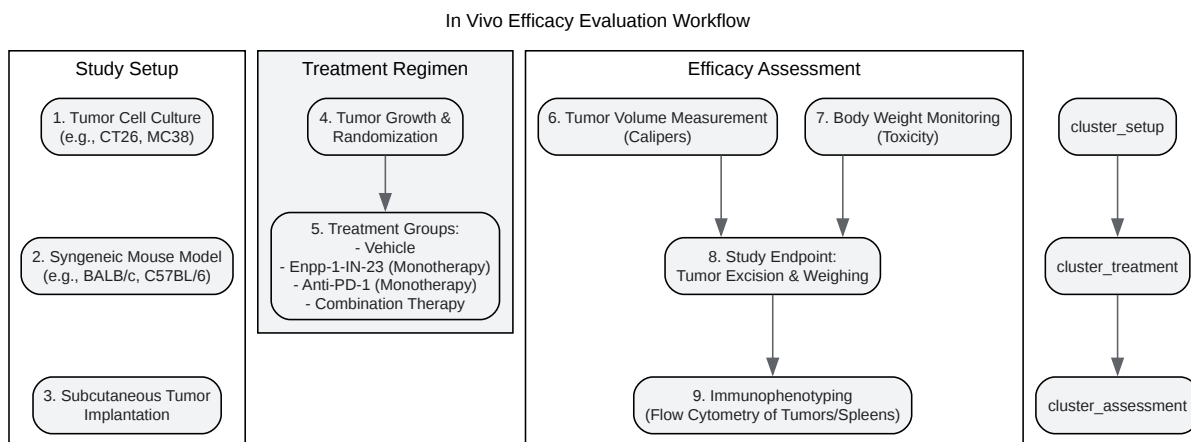 In Vivo Efficacy Evaluation Workflow
Study Setup
1. Tumor Cell Culture
(e.g., CT26, MC38)
2. Syngeneic Mouse Model
(e.g., BALB/c, C57BL/6)
3. Subcutaneous Tumor
Implantation
Treatment Regimen
4. Tumor Growth &
Randomization
5. Treatment Groups:
- Vehicle
- Enpp-1-IN-23 (Monotherapy)
- Anti-PD-1 (Monotherapy)
- Combination Therapy
Efficacy Assessment
6. Tumor Volume Measurement
(Calipers)
7. Body Weight Monitoring
(Toxicity)
8. Study Endpoint:
Tumor Excision & Weighing
9. Immunophenotyping
(Flow Cytometry of Tumors/Spleens)
cluster_setup
cluster_treatment
cluster_assessment